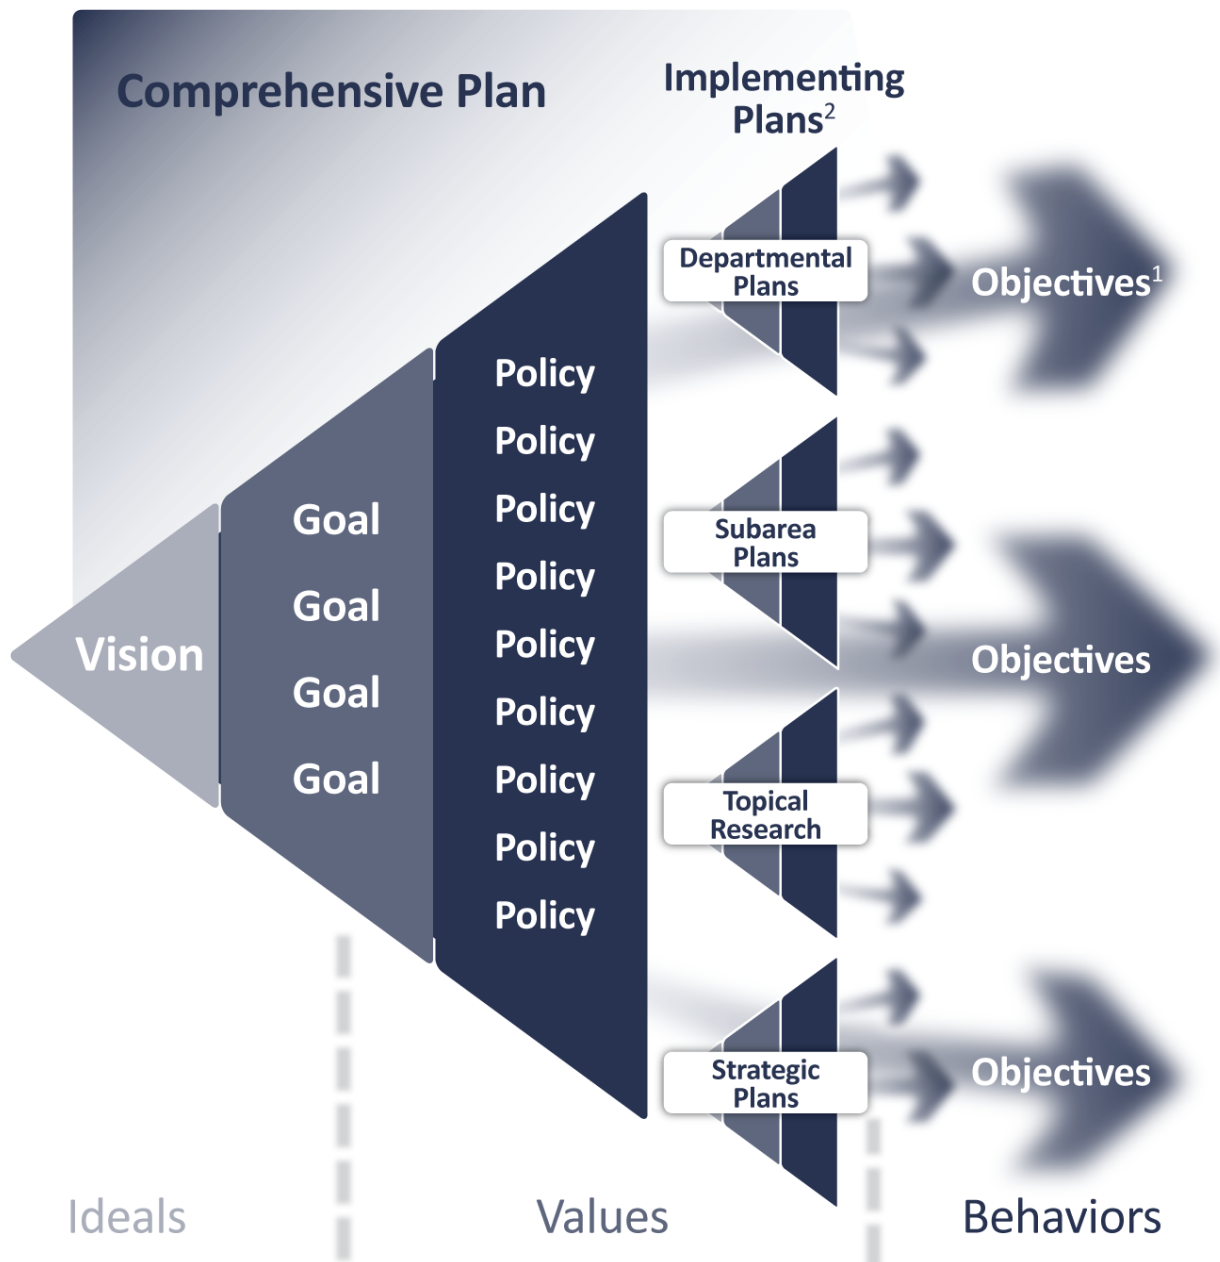 Comprehensive Plan
Implementing
Plans²
Vision
Goal
Goal
Goal
Goal
Policy
Policy
Policy
Policy
Policy
Policy
Policy
Policy
Policy
Departmental
Plans
Subarea
Plans
Topical
Research
Strategic
Plans
Objectives¹
Objectives
Objectives
Ideals
Values
Behaviors